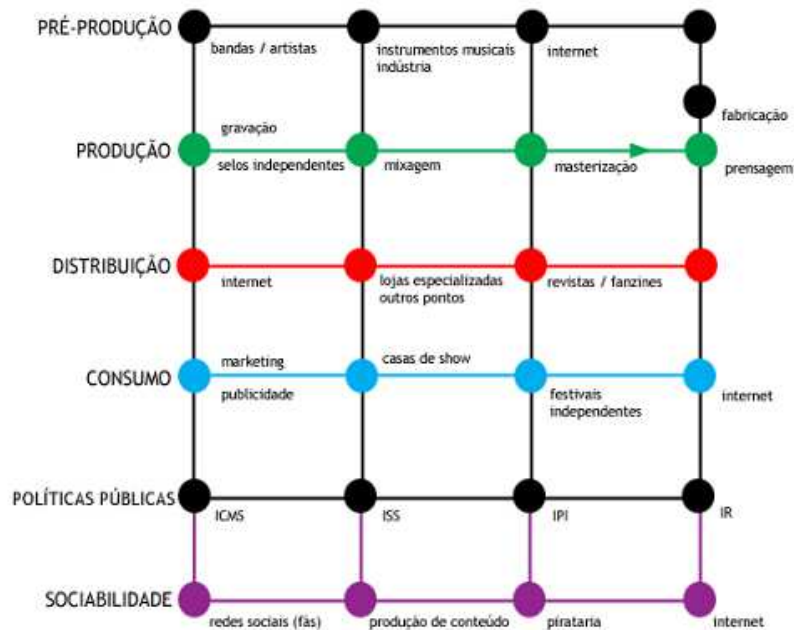 PRÉ-PRODUÇÃO
bandas / artistas
instrumentos musicais
indústria
internet
fabricação
PRODUÇÃO
gravação
selos independentes
mixagem
masterização
prensagem
DISTRIBUIÇÃO
internet
lojas especializadas
outros pontos
revistas / fanzines
CONSUMO
marketing
publicidade
casas de show
festivais
independentes
internet
POLÍTICAS PÚBLICAS
ICMS
ISS
IPI
IR
SOCIABILIDADE
redes sociais (fãs)
produção de conteúdo
pirataria
internet